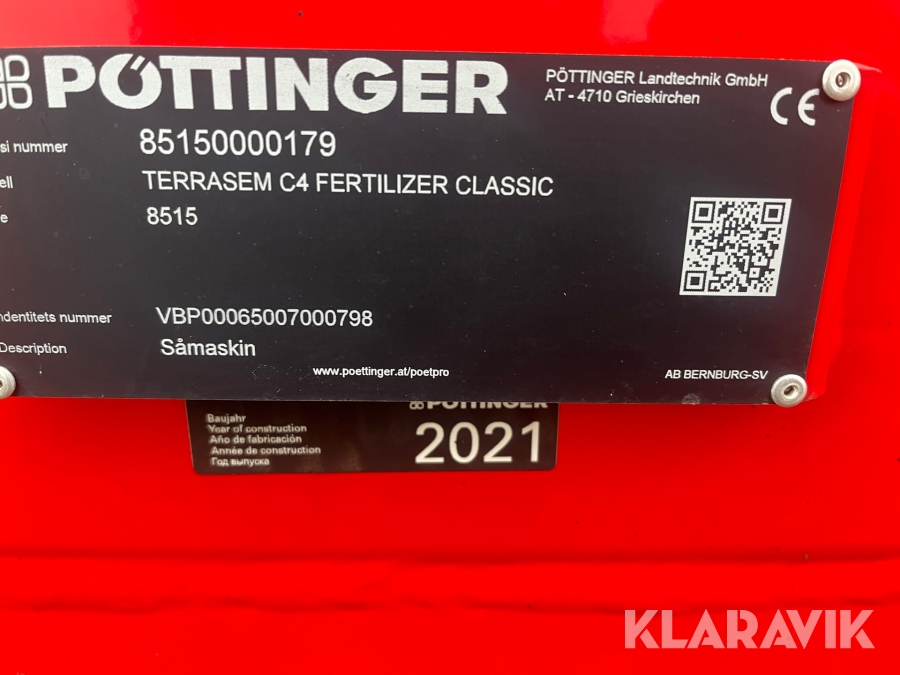 PÖTTINGER
PÖTTINGER Landtechnik GmbH
AT - 4710 Grieskirchen
CE
si nummer 85150000179
ell TERRASEM C4 FERTILIZER CLASSIC
e 8515
ndentitets nummer VBP00065007000798
Description Såmaskin
www.poettinger.at/poetpro
AB BERNBURG-SV
PÖTTINGER
Baujahr
Year of construction
Año de fabricación
Année de construction
Год выпуска
2021
KLARAVIK